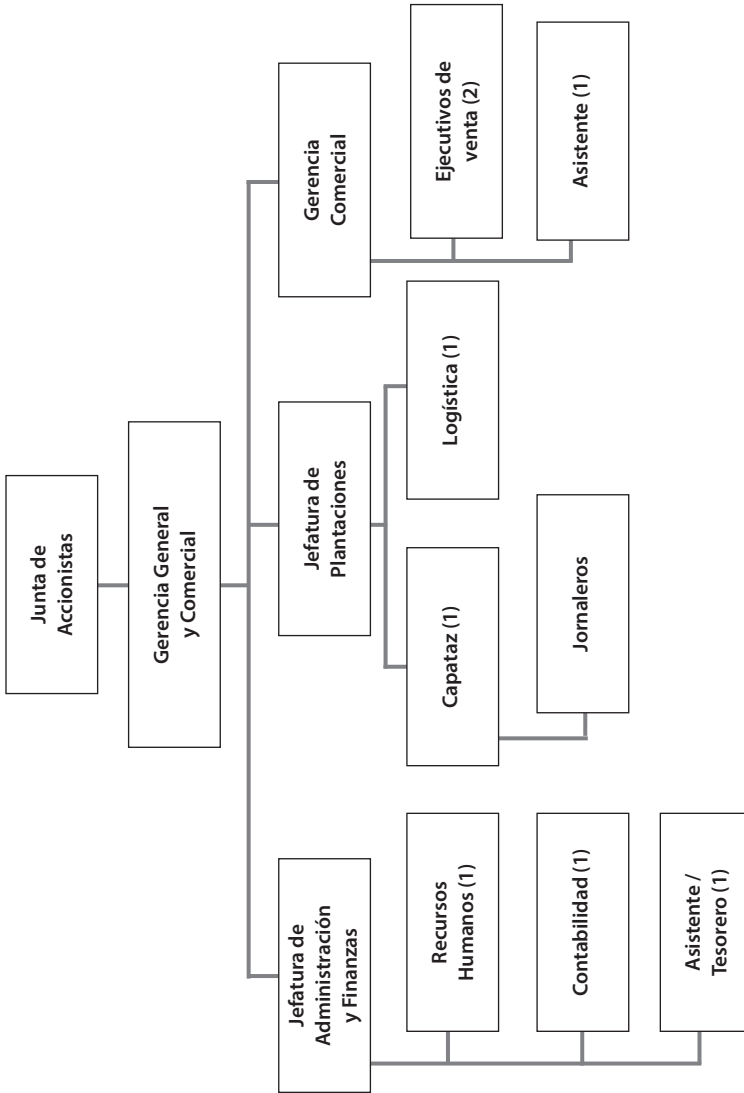 Junta de
Accionistas
Gerencia General
y Comercial
Jefatura de
Administración
y Finanzas
Jefatura de
Plantaciones
Gerencia
Comercial
Recursos
Humanos (1)
Contabilidad (1)
Asistente /
Tesorero (1)
Capataz (1)
Logística (1)
Jornaleros
Ejecutivos de
venta (2)
Asistente (1)